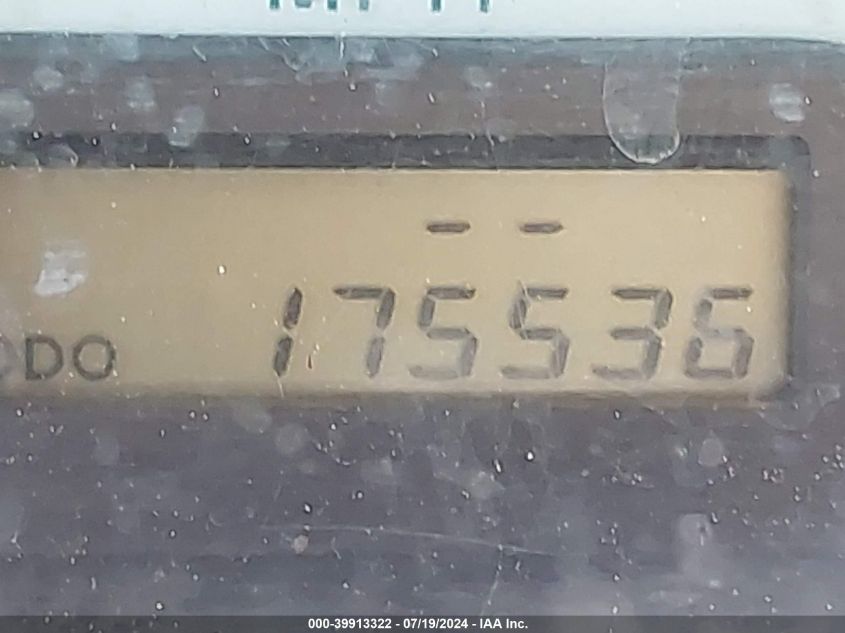 - -
ODO 175536
000-39913322 - 07/19/2024 - IAA Inc.